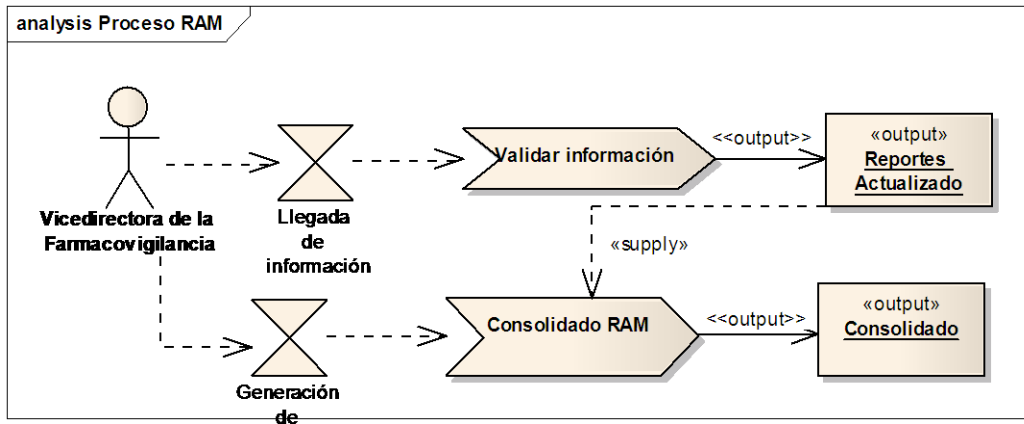 analysis Proceso RAM
Vicedirectora de la
Farmacovigilancia
Llegada
de
información
Validar información
<<output>>
«output»
Reportes
Actualizado
«supply»
Generación
de
Consolidado RAM
<<output>>
«output»
Consolidado